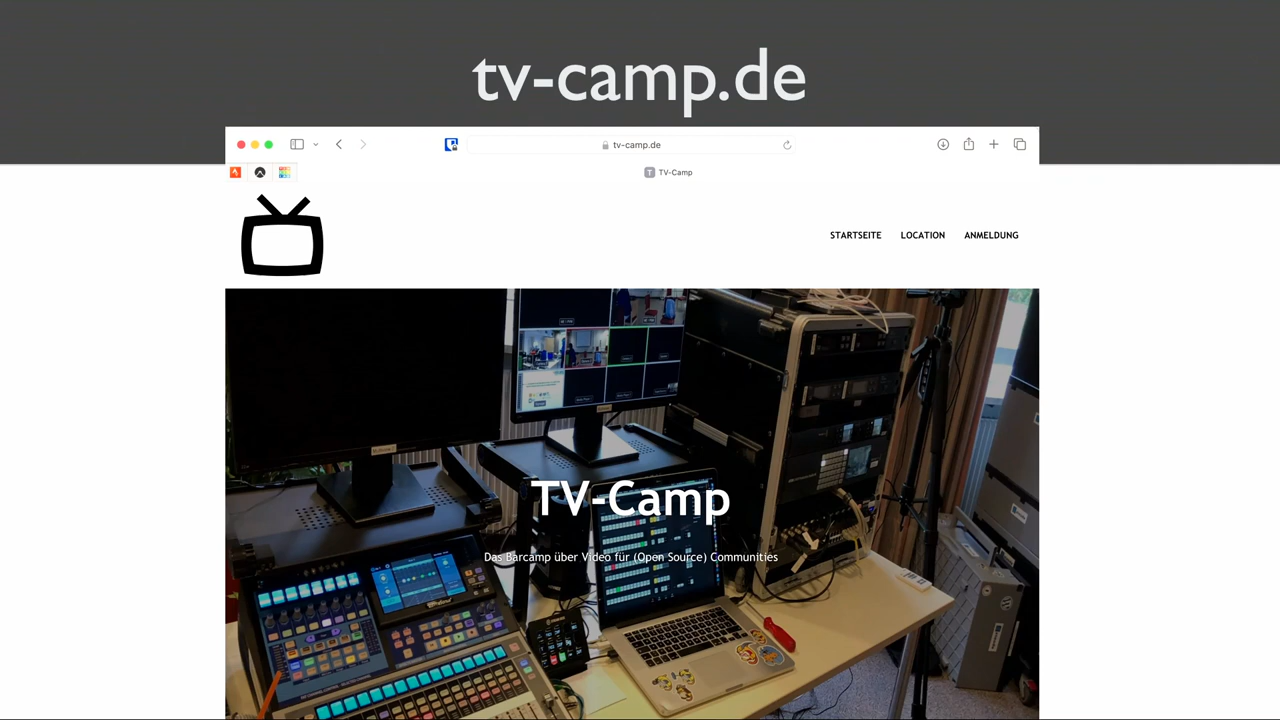 tv-camp.de
tv-camp.de
T TV-Camp
STARTSEITE LOCATION ANMELDUNG
TV-Camp
Das Barcamp über Video für (Open Source) Communities